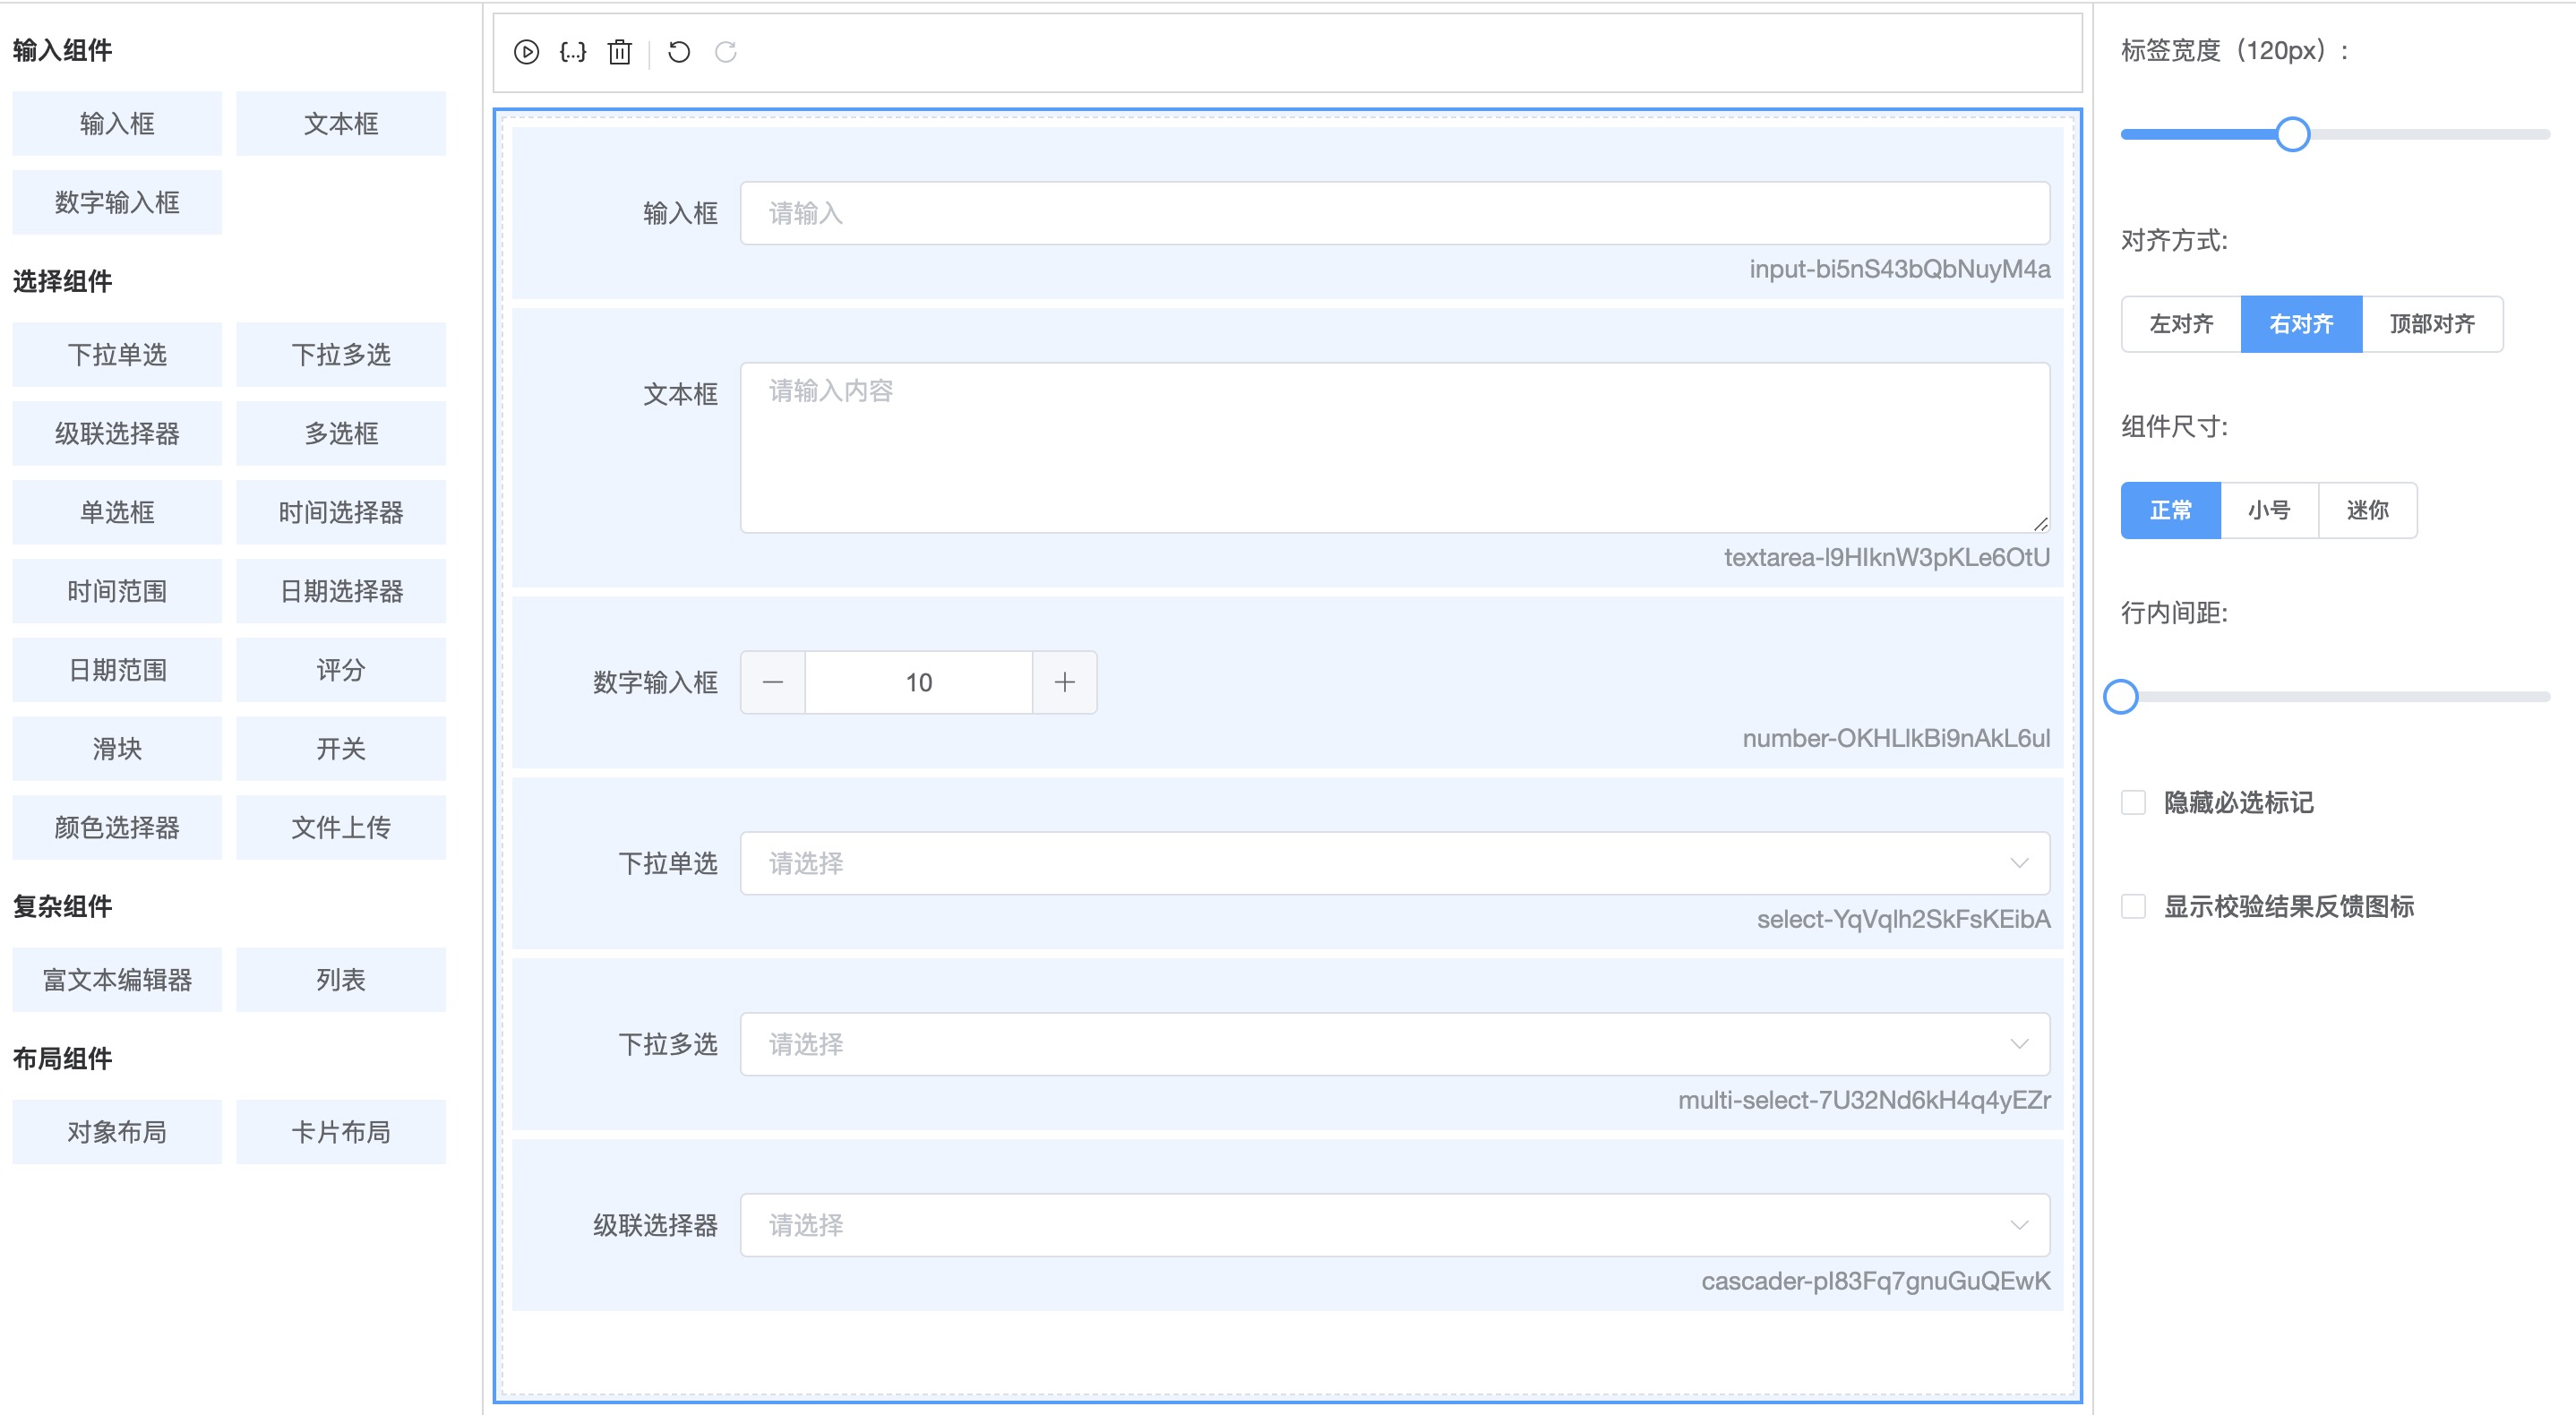 输入组件
输入框
文本框
数字输入框
选择组件
下拉单选
下拉多选
级联选择器
多选框
单选框
时间选择器
时间范围
日期选择器
日期范围
评分
滑块
开关
颜色选择器
文件上传
复杂组件
富文本编辑器
列表
布局组件
对象布局
卡片布局
{...}
输入框
请输入
input-bi5nS43bQbNuyM4a
文本框
请输入内容
textarea-l9HIknW3pKLe6OtU
数字输入框
10
number-OKHLlkBi9nAkL6ul
下拉单选
请选择
select-YqVqlh2SkFsKEibA
下拉多选
请选择
multi-select-7U32Nd6kH4q4yEZr
级联选择器
请选择
cascader-pl83Fq7gnuGuQEwK
标签宽度（120px）:
对齐方式:
左对齐
右对齐
顶部对齐
组件尺寸:
正常
小号
迷你
行内间距:
隐藏必选标记
显示校验结果反馈图标